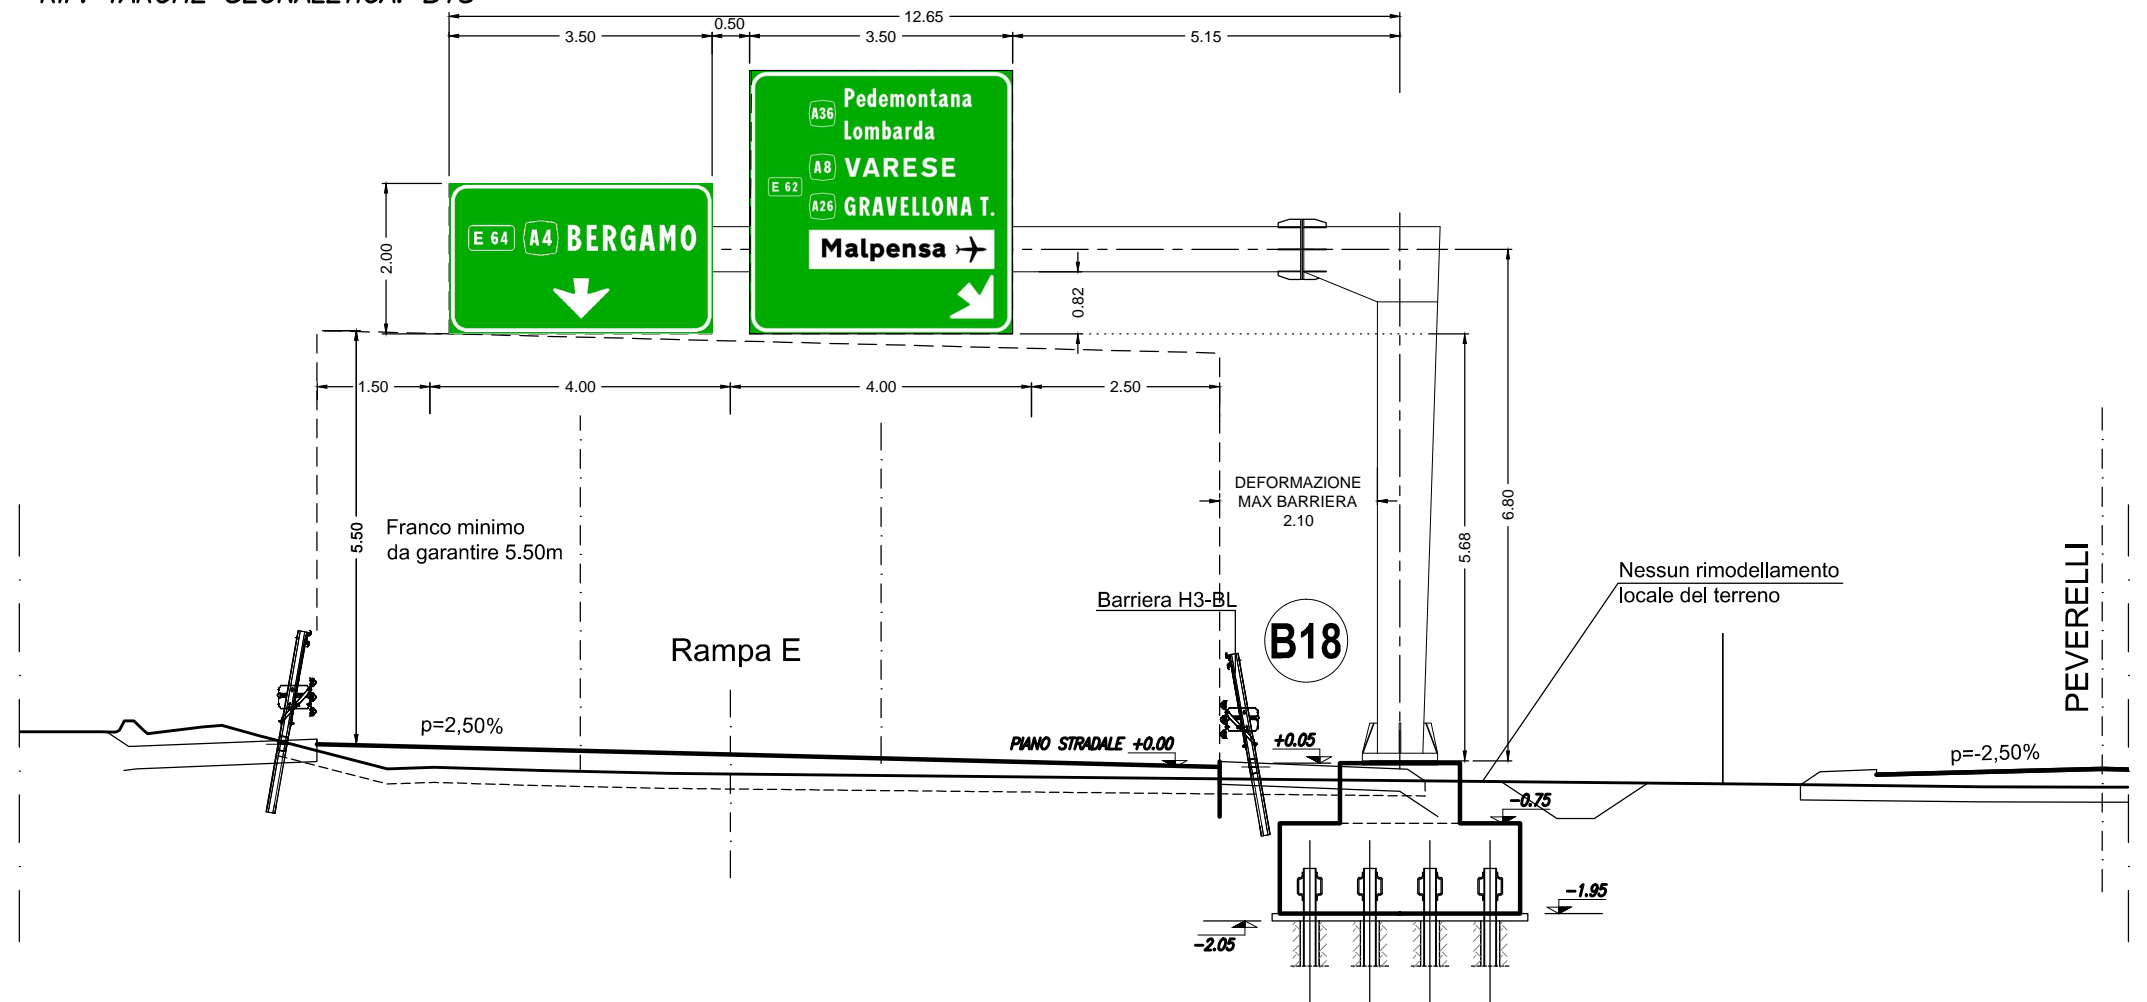 RIF. TARGHE SEGNALETICA: B18
12.65
3.50
0.50
3.50
5.15
A36
Pedemontana
Lombarda
A8 VARESE
E 62
A26 GRAVELLONA T.
Malpensa
E 64 A4 BERGAMO
2.00
0.82
1.50
4.00
4.00
2.50
DEFORMAZIONE
MAX BARRIERA
2.10
5.50
Franco minimo
da garantire 5.50m
5.68
6.80
Nessun rimodellamento
locale del terreno
PEVERELLI
Barriera H3-BL
B18
Rampa E
p=2,50%
PIANO STRADALE +0.00
+0.05
p=-2,50%
-0.75
-1.95
-2.05